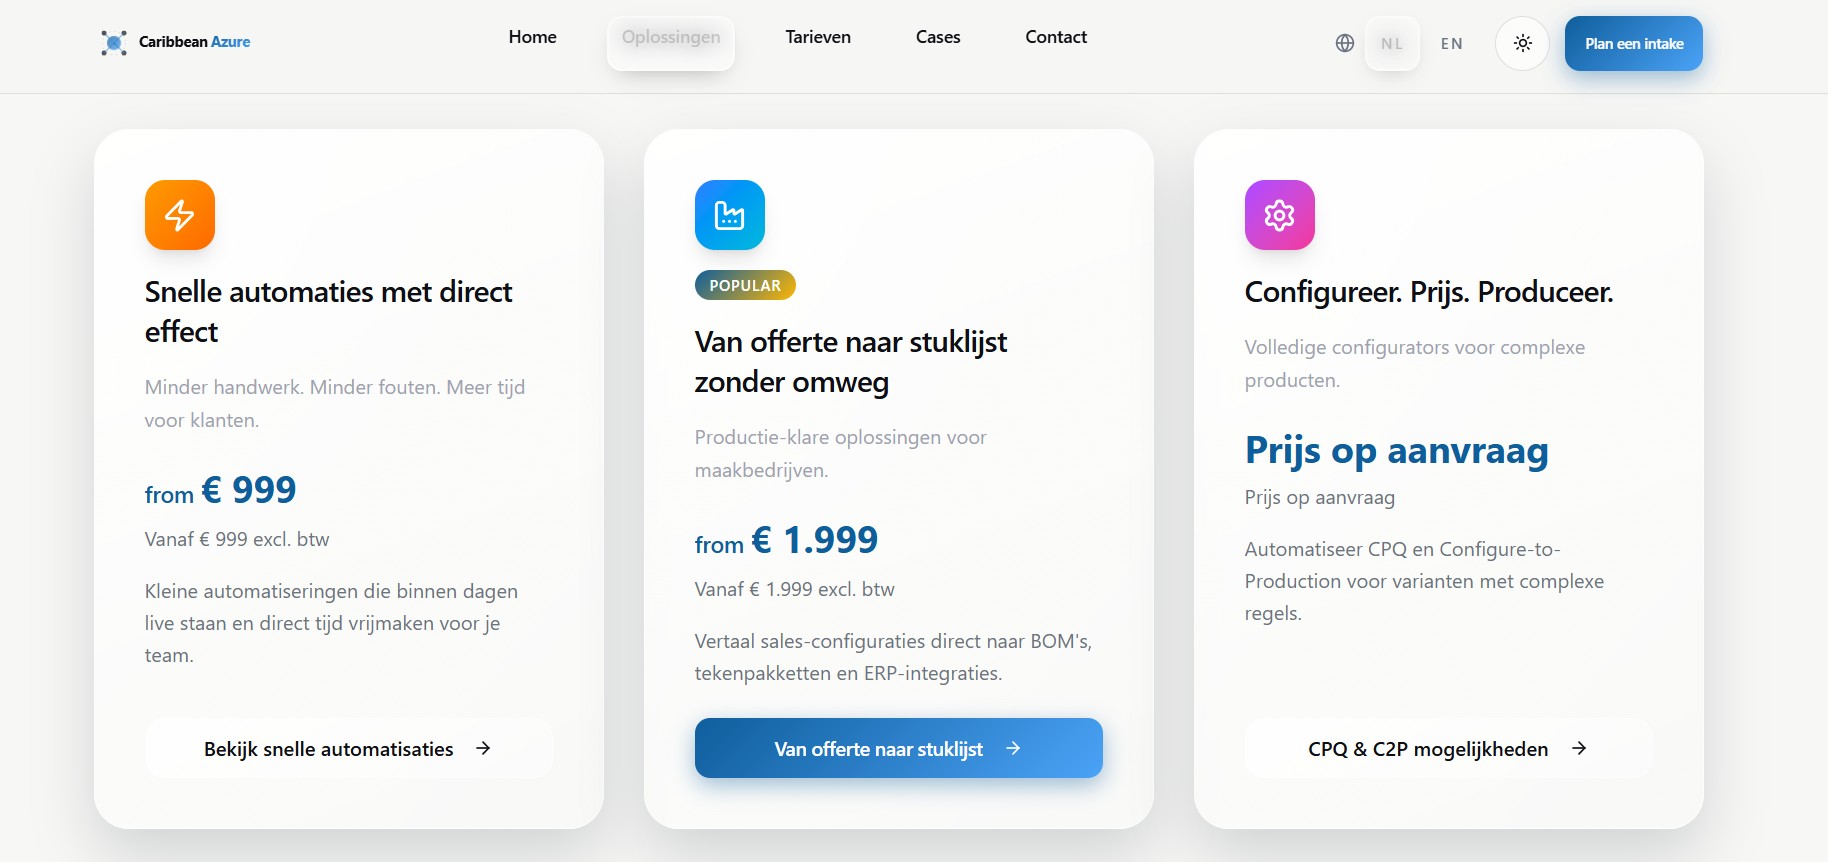 Caribbean Azure
Home
Oplossingen
Tarieven
Cases
Contact
NL
EN
Plan een intake
Snelle automaties met direct
effect
Minder handwerk. Minder fouten. Meer tijd
voor klanten.
from € 999
Vanaf € 999 excl. btw
Kleine automatiseringen die binnen dagen
live staan en direct tijd vrijmaken voor je
team.
Bekijk snelle automatisaties
POPULAR
Van offerte naar stuklijst
zonder omweg
Productie-klare oplossingen voor
maakbedrijven.
from € 1.999
Vanaf € 1.999 excl. btw
Vertaal sales-configuraties direct naar BOM's,
tekenpakketten en ERP-integraties.
Van offerte naar stuklijst
Configureer. Prijs. Produceer.
Volledige configurators voor complexe
producten.
Prijs op aanvraag
Prijs op aanvraag
Automatiseer CPQ en Configure-to-
Production voor varianten met complexe
regels.
CPQ & C2P mogelijkheden